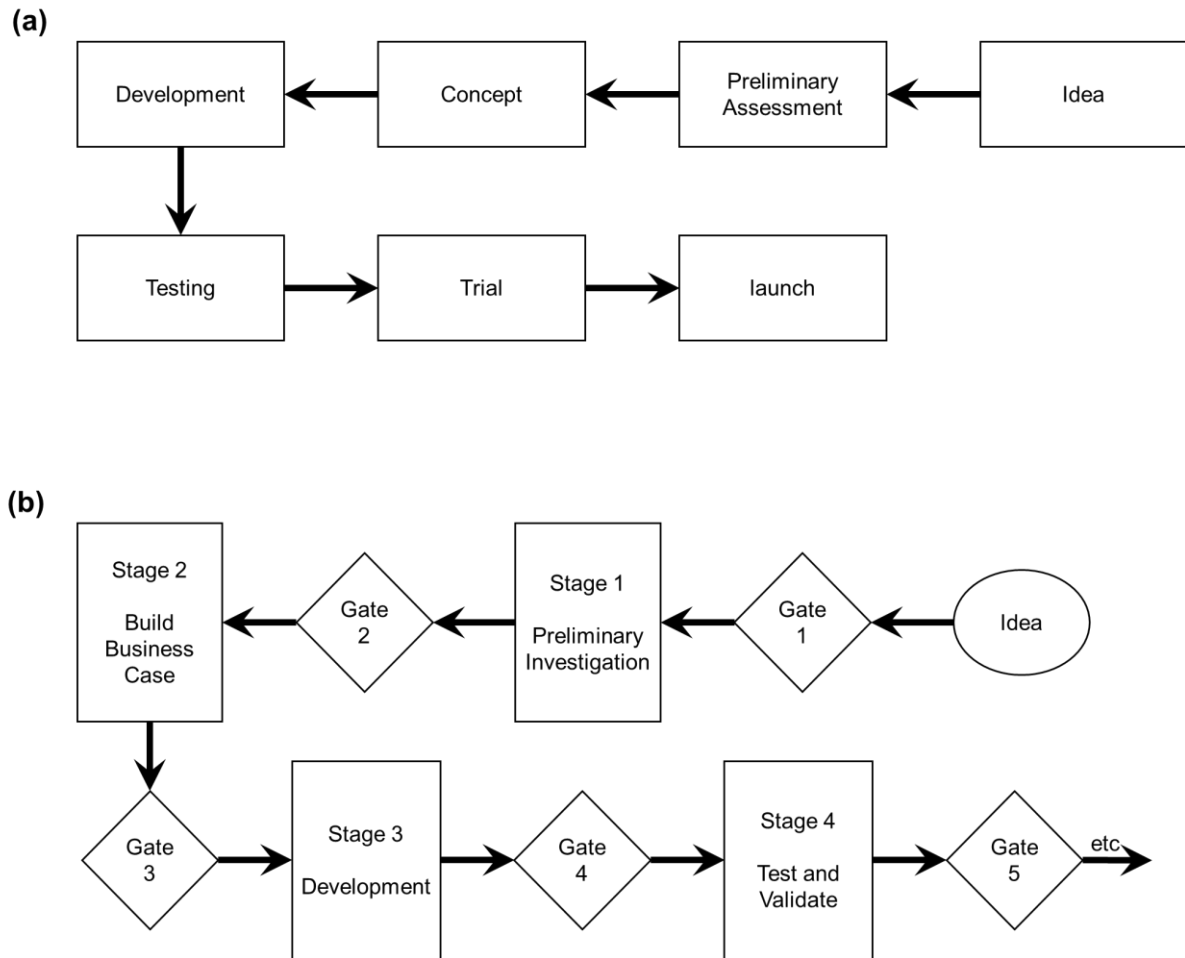 (a)
Development
Concept
Preliminary
Assessment
Idea
Testing
Trial
launch
(b)
Stage 2
Build
Business
Case
Gate
2
Stage 1
Preliminary
Investigation
Gate
1
Idea
Gate
3
Stage 3
Development
Gate
4
Stage 4
Test and
Validate
Gate
5
etc